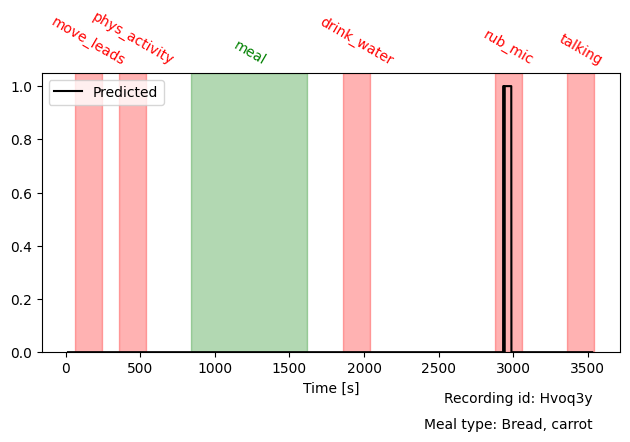 move_leads
phys_activity
meal
drink_water
rub_mic
talking
Predicted
1.0
0.8
0.6
0.4
0.2
0.0
0 500 1000 1500 2000 2500 3000 3500
Time [s]
Recording id: Hvoq3y
Meal type: Bread, carrot